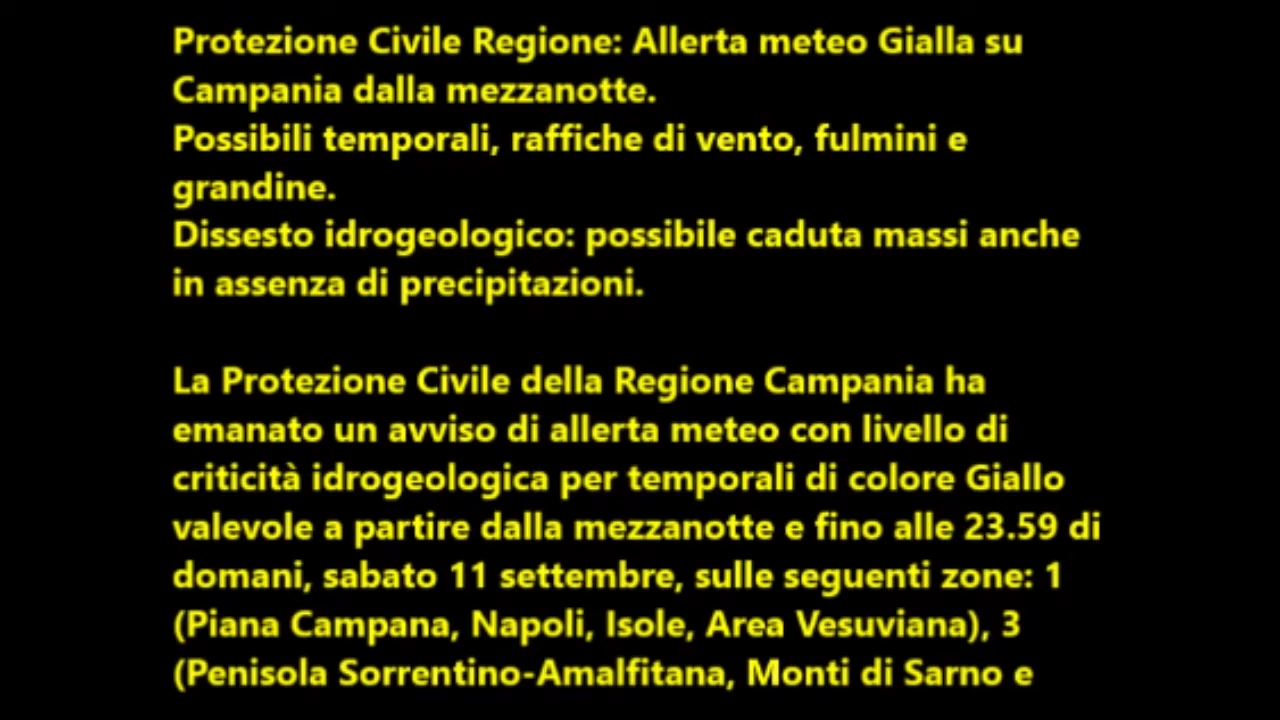 Protezione Civile Regione: Allerta meteo Gialla su
Campania dalla mezzanotte.
Possibili temporali, raffiche di vento, fulmini e
grandine.
Dissesto idrogeologico: possibile caduta massi anche
in assenza di precipitazioni.
La Protezione Civile della Regione Campania ha
emanato un avviso di allerta meteo con livello di
criticità idrogeologica per temporali di colore Giallo
valevole a partire dalla mezzanotte e fino alle 23.59 di
domani, sabato 11 settembre, sulle seguenti zone: 1
(Piana Campana, Napoli, Isole, Area Vesuviana), 3
(Penisola Sorrentino-Amalfitana, Monti di Sarno e